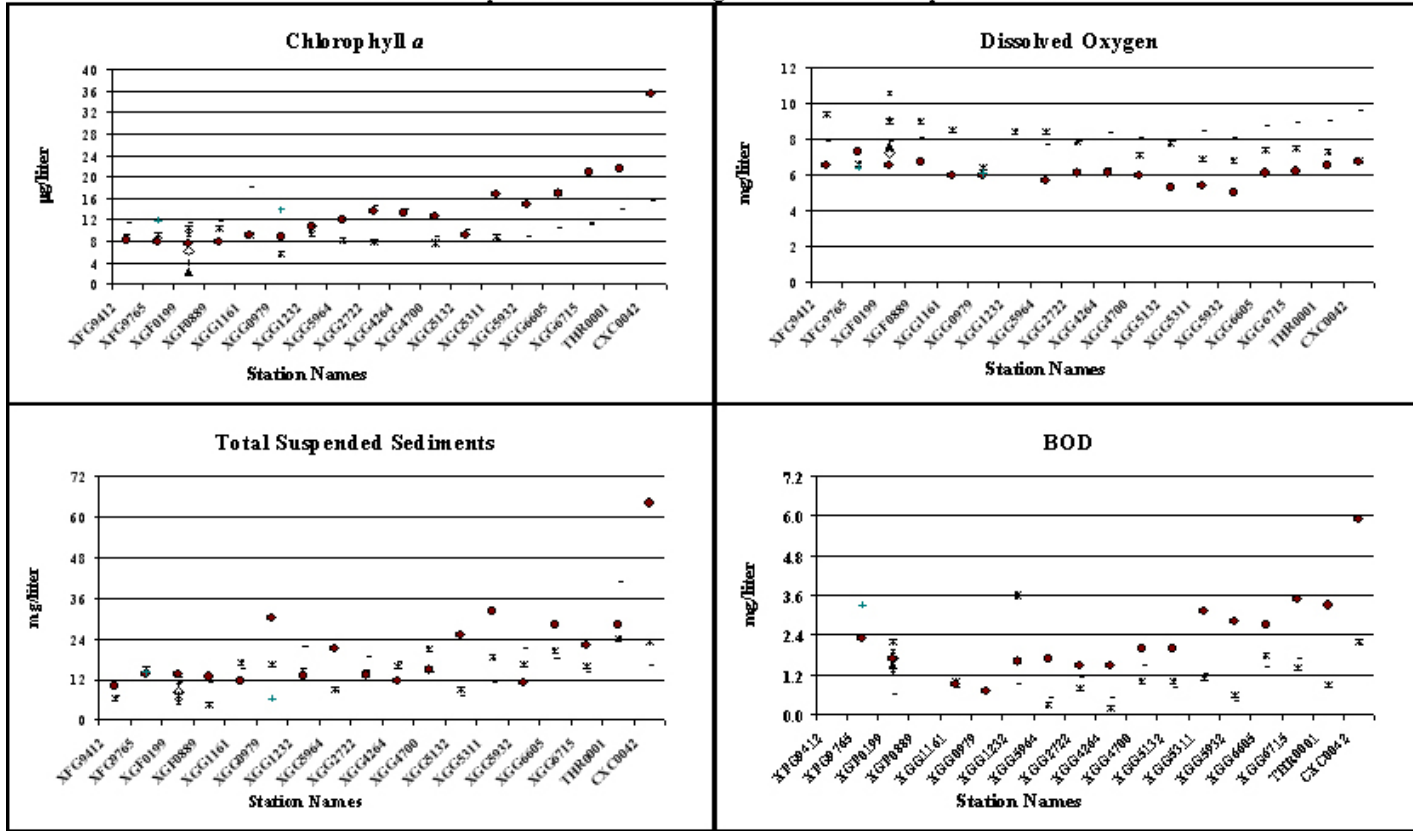 Chlorophyll a
40
36
32
28
24
20
16
12
8
4
0
µg/liter
XFG9412
XFG9765
XGF0199
XGF0889
XGG1161
XGG0979
XGG1232
XGG5964
XGG2722
XGG4264
XGG4700
XGG5132
XGG5311
XGG5932
XGG6605
XGG6715
THR0001
CXC0042
Station Names
Dissolved Oxygen
12
10
8
6
4
2
0
mg/liter
XFG9412
XFG9765
XGF0199
XGF0889
XGG1161
XGG0979
XGG1232
XGG5964
XGG2722
XGG4264
XGG4700
XGG5132
XGG5311
XGG5932
XGG6605
XGG6715
THR0001
CXC0042
Station Names
Total Suspended Sediments
72
60
48
36
24
12
0
mg/liter
XFG9412
XFG9765
XGF0199
XGF0889
XGG1161
XGG0979
XGG1232
XGG5964
XGG2722
XGG4264
XGG4700
XGG5132
XGG5311
XGG5932
XGG6605
XGG6715
THR0001
CXC0042
Station Names
BOD
7.2
6.0
4.8
3.6
2.4
1.2
0.0
mg/liter
XFG9412
XFG9765
XGF0199
XGF0889
XGG1161
XGG0979
XGG1232
XGG5964
XGG2722
XGG4264
XGG4700
XGG5132
XGG5311
XGG5932
XGG6605
XGG6715
THR0001
CXC0042
Station Names